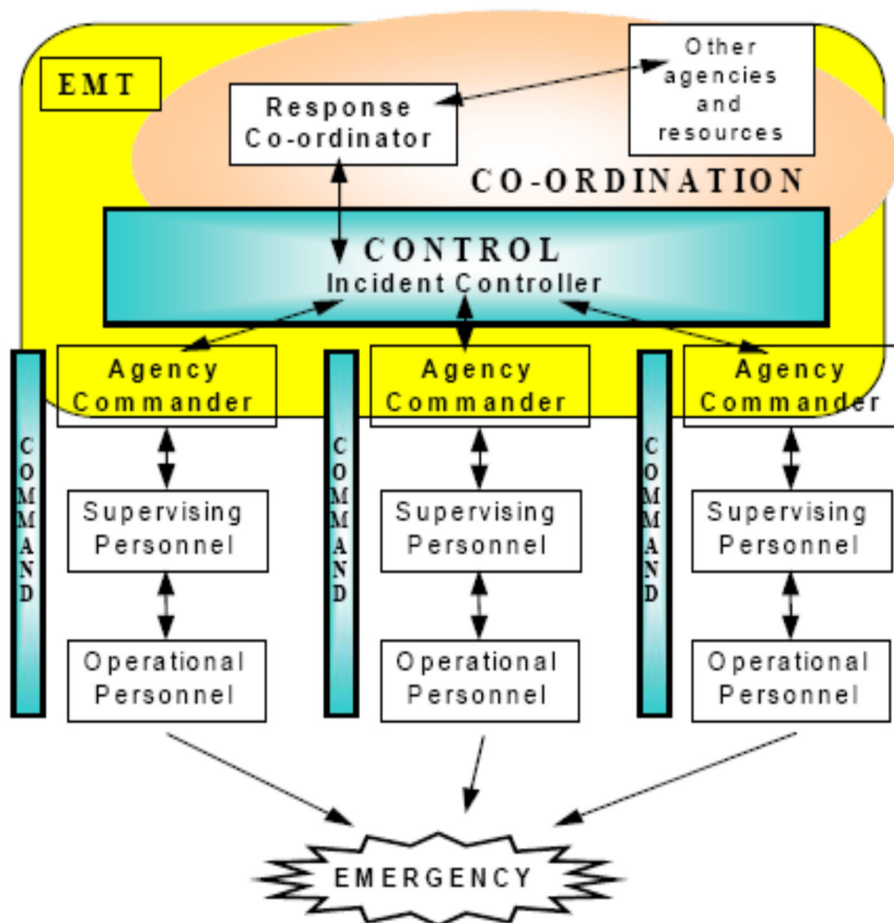 EMT
Response
Co-ordinator
Other
agencies
and
resources
CO-ORDINATION
CONTROL
Incident Controller
COMMAND
Agency
Commander
COMMAND
Agency
Commander
COMMAND
Agency
Commander
Supervising
Personnel
Supervising
Personnel
Supervising
Personnel
Operational
Personnel
Operational
Personnel
Operational
Personnel
EMERGENCY